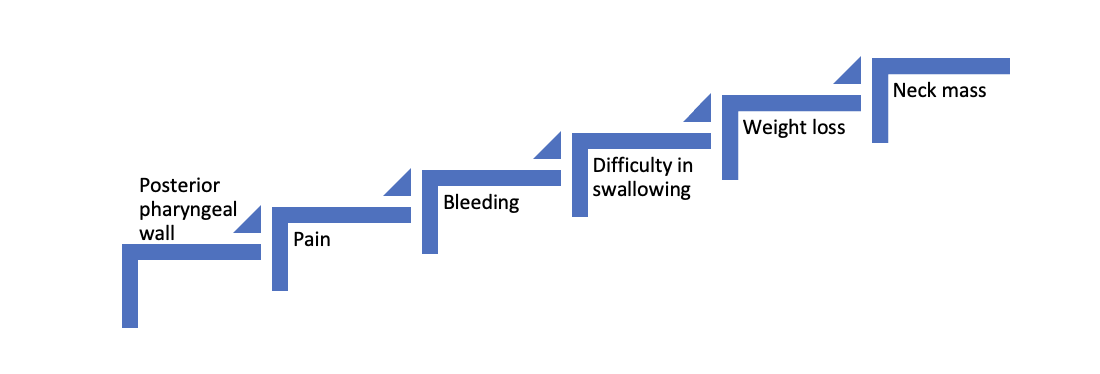 Posterior
pharyngeal
wall
Pain
Bleeding
Difficulty in
swallowing
Weight loss
Neck mass